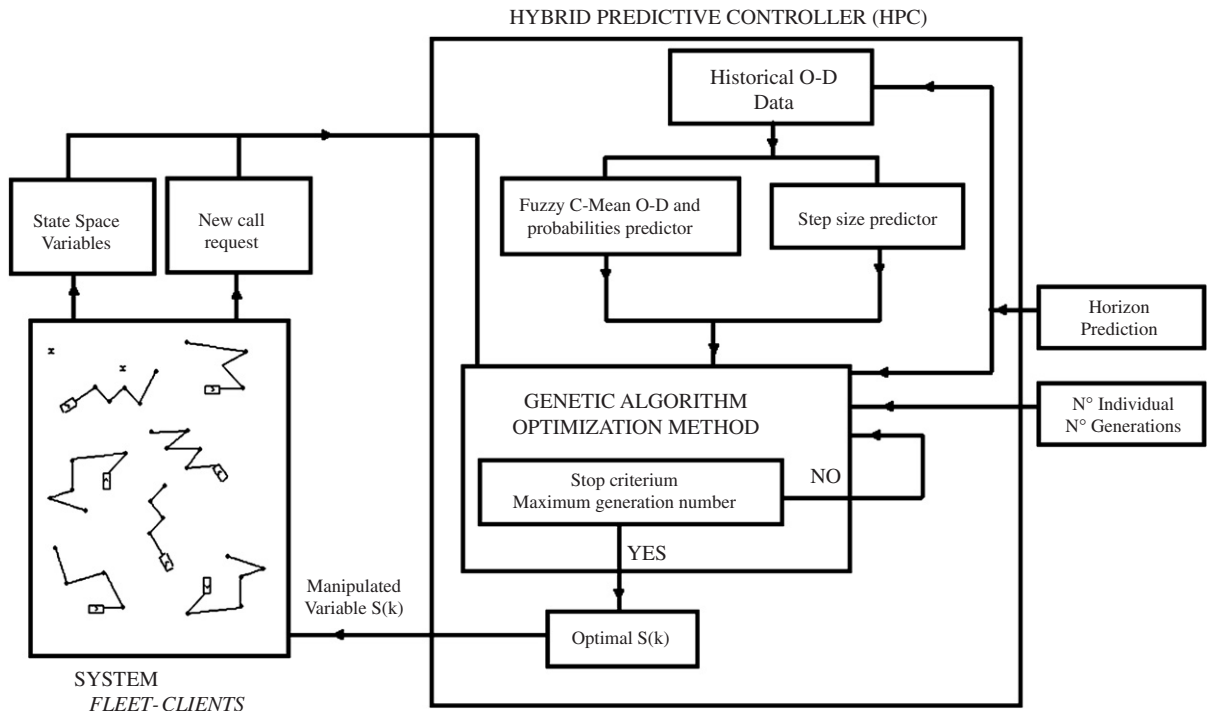 HYBRID PREDICTIVE CONTROLLER (HPC)
Historical O-D
Data
State Space
Variables
New call
request
Fuzzy C-Mean O-D and
probabilities predictor
Step size predictor
Horizon
Prediction
GENETIC ALGORITHM
OPTIMIZATION METHOD
N° Individual
N° Generations
Stop criterium
Maximum generation number
NO
YES
Manipulated
Variable S(k)
Optimal S(k)
SYSTEM
FLEET- CLIENTS